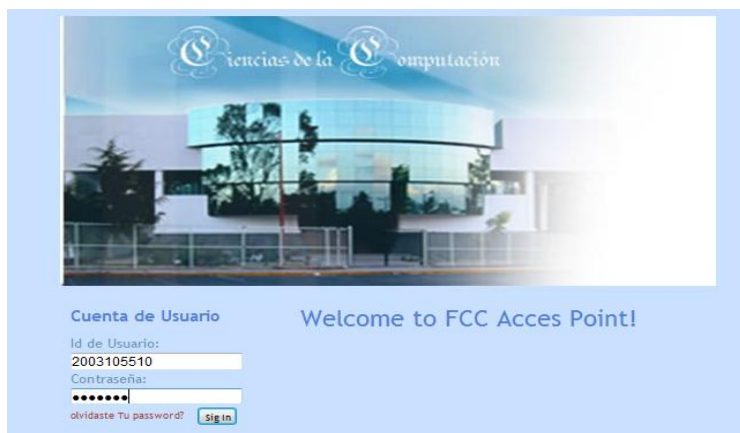 Ciencias de la Computación
Cuenta de Usuario
Welcome to FCC Acces Point!
Id de Usuario:
2003105510
Contraseña:
●●●●●●●
olvidaste Tu password? Sig In